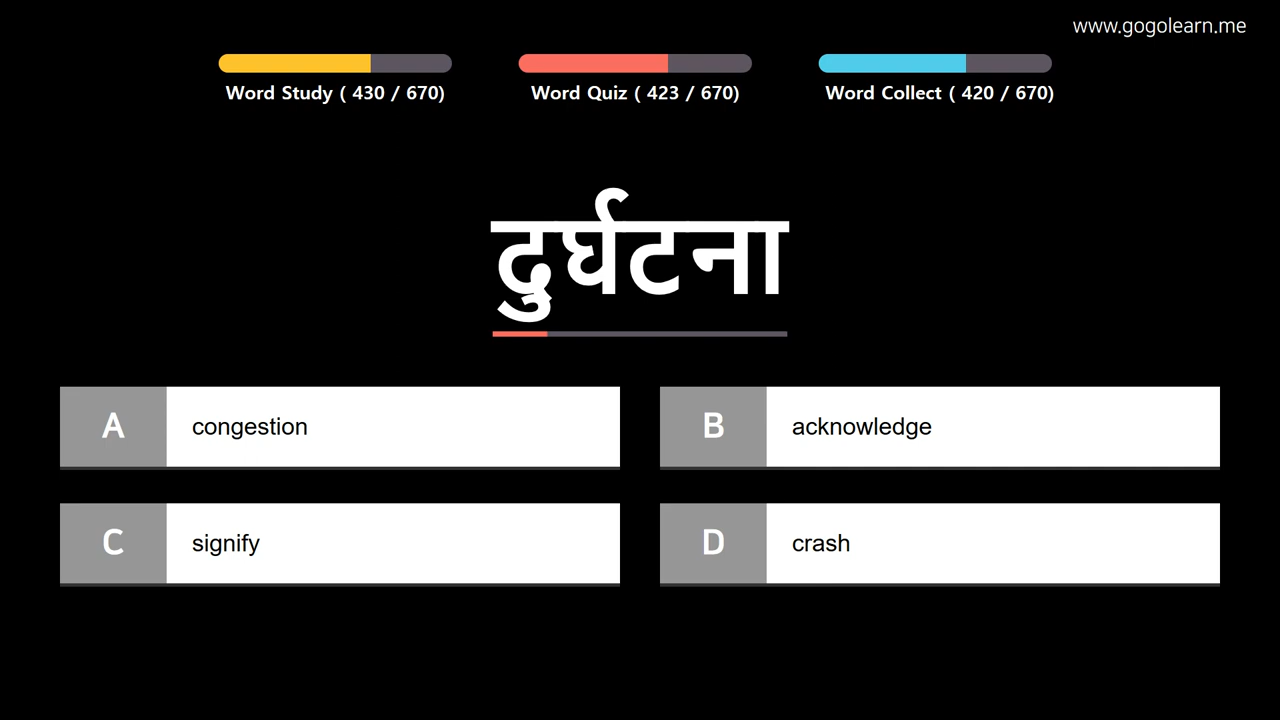 www.gogolearn.me
Word Study ( 430 / 670)
Word Quiz ( 423 / 670)
Word Collect ( 420 / 670)
दुर्घटना
A congestion
B acknowledge
C signify
D crash